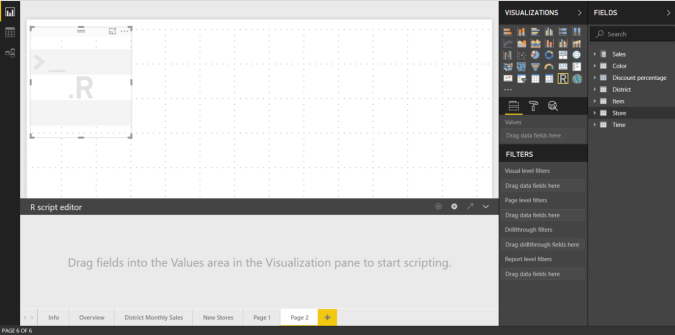 VISUALIZATIONS
FIELDS
Search
Sales
Color
Discount percentage
District
Item
Store
Time
>_
.R
R
Values
Drag data fields here
FILTERS
Visual level filters
Drag data fields here
Page level filters
Drag data fields here
Drillthrough filters
Drag drillthrough fields here
Report level filters
Drag data fields here
R script editor
Drag fields into the Values area in the Visualization pane to start scripting.
Info
Overview
District Monthly Sales
New Stores
Page 1
Page 2
+
PAGE 6 OF 6